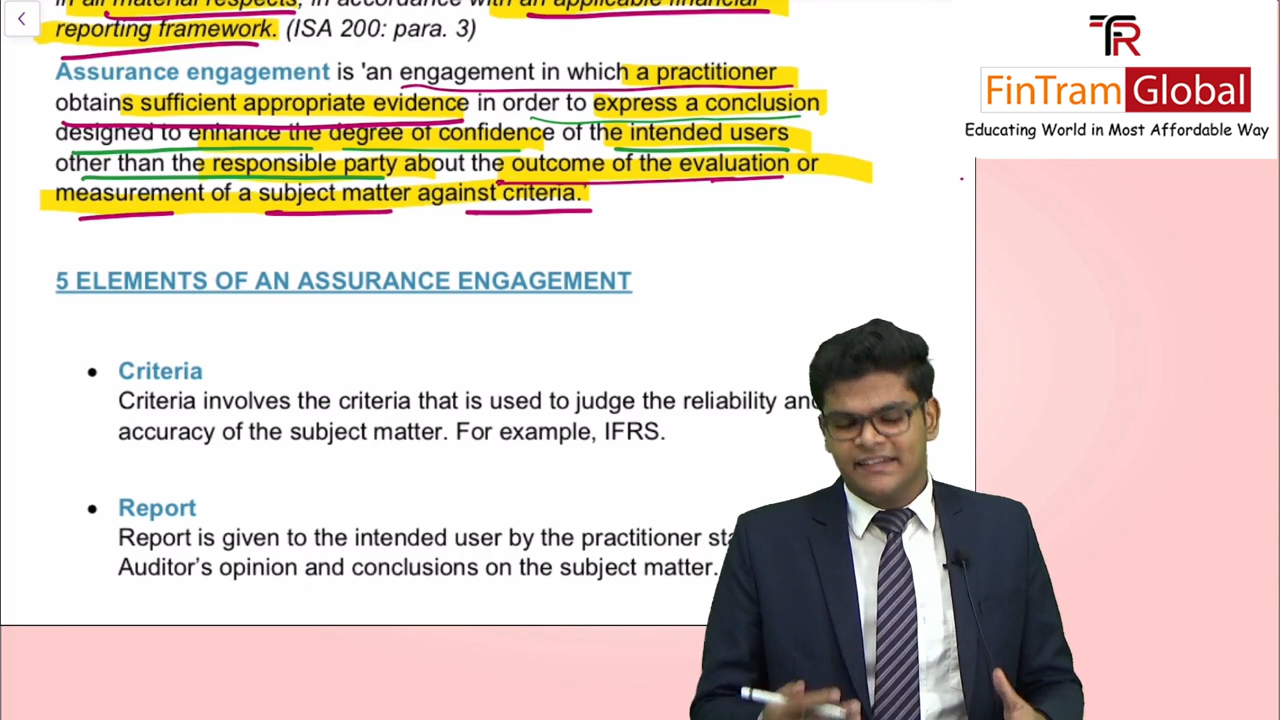 in all material respects, in accordance with an applicable financial
reporting framework. (ISA 200: para. 3)
Assurance engagement is 'an engagement in which a practitioner
obtains sufficient appropriate evidence in order to express a conclusion
designed to enhance the degree of confidence of the intended users
other than the responsible party about the outcome of the evaluation or
measurement of a subject matter against criteria.'
5 ELEMENTS OF AN ASSURANCE ENGAGEMENT
• Criteria
Criteria involves the criteria that is used to judge the reliability and
accuracy of the subject matter. For example, IFRS.
• Report
Report is given to the intended user by the practitioner
Auditor's opinion and conclusions on the subject matter.
TFR
FinTram Global
Educating World in Most Affordable Way